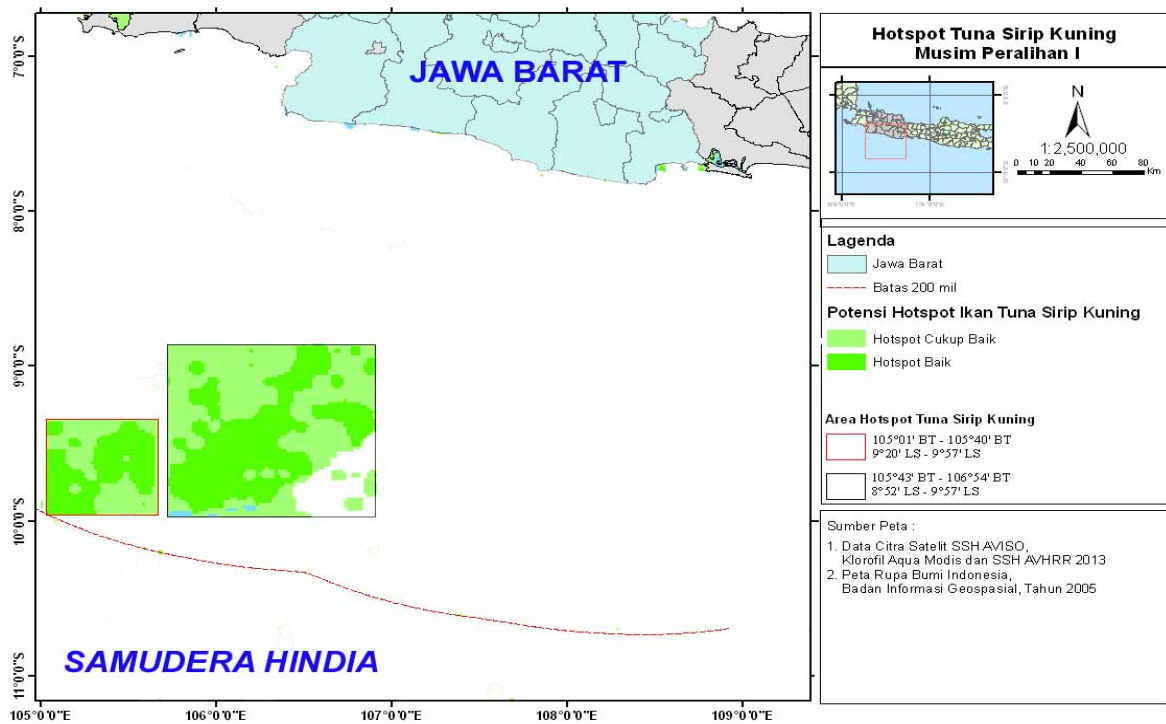 7°0'0"S
8°0'0"S
9°0'0"S
10°0'0"S
11°0'0"S
JAWA BARAT
SAMUDERA HINDIA
105°0'0"E
106°0'0"E
107°0'0"E
108°0'0"E
109°0'0"E
Hotspot Tuna Sirip Kuning
Musim Peralihan I
N
1:2,500,000
0 10 20 40 60 80
Km
Lagenda
Jawa Barat
Batas 200 mil
Potensi Hotspot Ikan Tuna Sirip Kuning
Hotspot Cukup Baik
Hotspot Baik
Area Hotspot Tuna Sirip Kuning
105°01' BT - 105°40' BT
9°20' LS - 9°57' LS
105°43' BT - 106°54' BT
8°52' LS - 9°57' LS
Sumber Peta :
1. Data Citra Satelit SSH AVISO,
Klorofil Aqua Modis dan SSH AVHRR 2013
2. Peta Rupa Bumi Indonesia,
Badan Informasi Geospasial, Tahun 2005